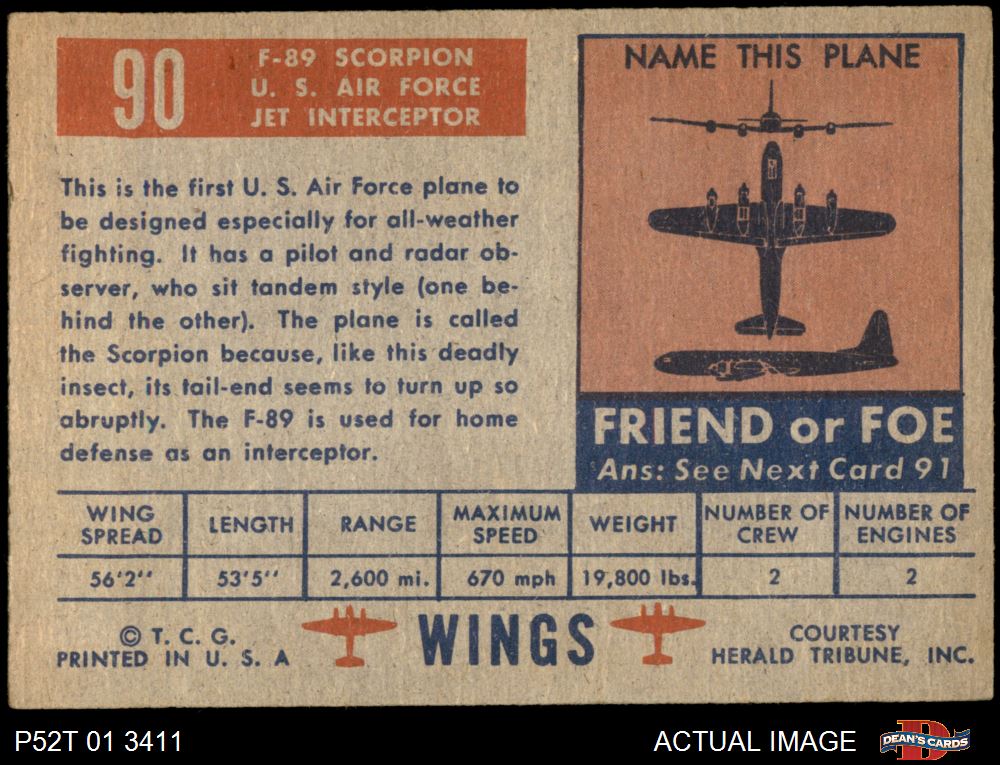 90
F-89 SCORPION
U. S. AIR FORCE
JET INTERCEPTOR
This is the first U. S. Air Force plane to
be designed especially for all-weather
fighting. It has a pilot and radar ob-
server, who sit tandem style (one be-
hind the other). The plane is called
the Scorpion because, like this deadly
insect, its tail-end seems to turn up so
abruptly. The F-89 is used for home
defense as an interceptor.
NAME THIS PLANE
FRIEND or FOE
Ans: See Next Card 91
WING SPREAD LENGTH RANGE MAXIMUM SPEED WEIGHT NUMBER OF CREW NUMBER OF ENGINES
56'2" 53'5" 2,600 mi. 670 mph 19,800 lbs. 2 2
© T. C. G.
PRINTED IN U. S. A
WINGS
COURTESY
HERALD TRIBUNE, INC.
P52T 01 3411
ACTUAL IMAGE
D
DEAN'S CARDS